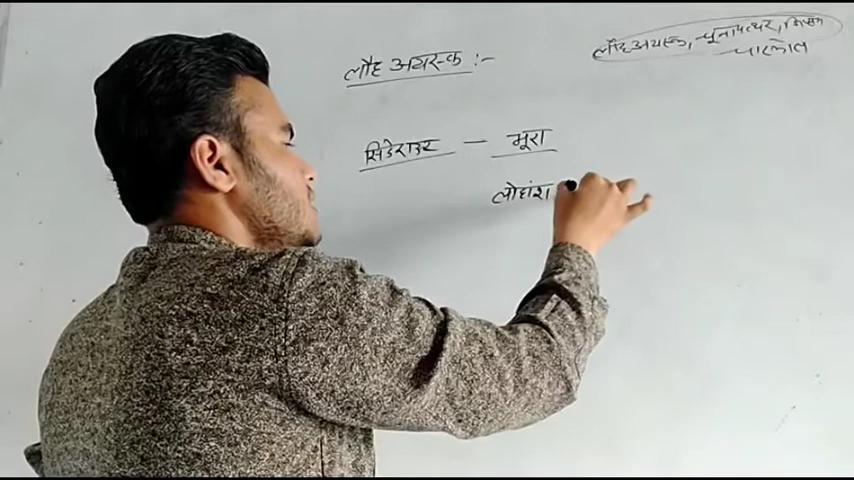 लौह अयस्क :-
लौह अयस्क, चूनापत्थर,
सिडेराइट — भूरा
लोहांश